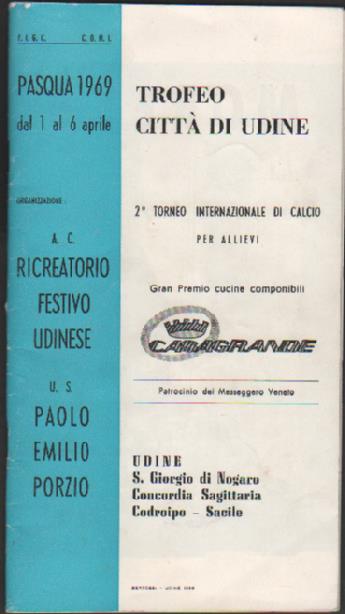 F. I. G. C. C. O. N. I.
PASQUA 1969
dal 1 al 6 aprile
ORGANIZZAZIONE :
A. C.
RICREATORIO
FESTIVO
UDINESE
U. S.
PAOLO
EMILIO
PORZIO
TROFEO
CITTÀ DI UDINE
2° TORNEO INTERNAZIONALE DI CALCIO
PER ALLIEVI
Gran Premio cucine componibili
CASAGRANDE
Patrocinio del Messaggero Veneto
UDINE
S. Giorgio di Nogaro
Concordia Sagittaria
Codroipo - Sacile
UDINE